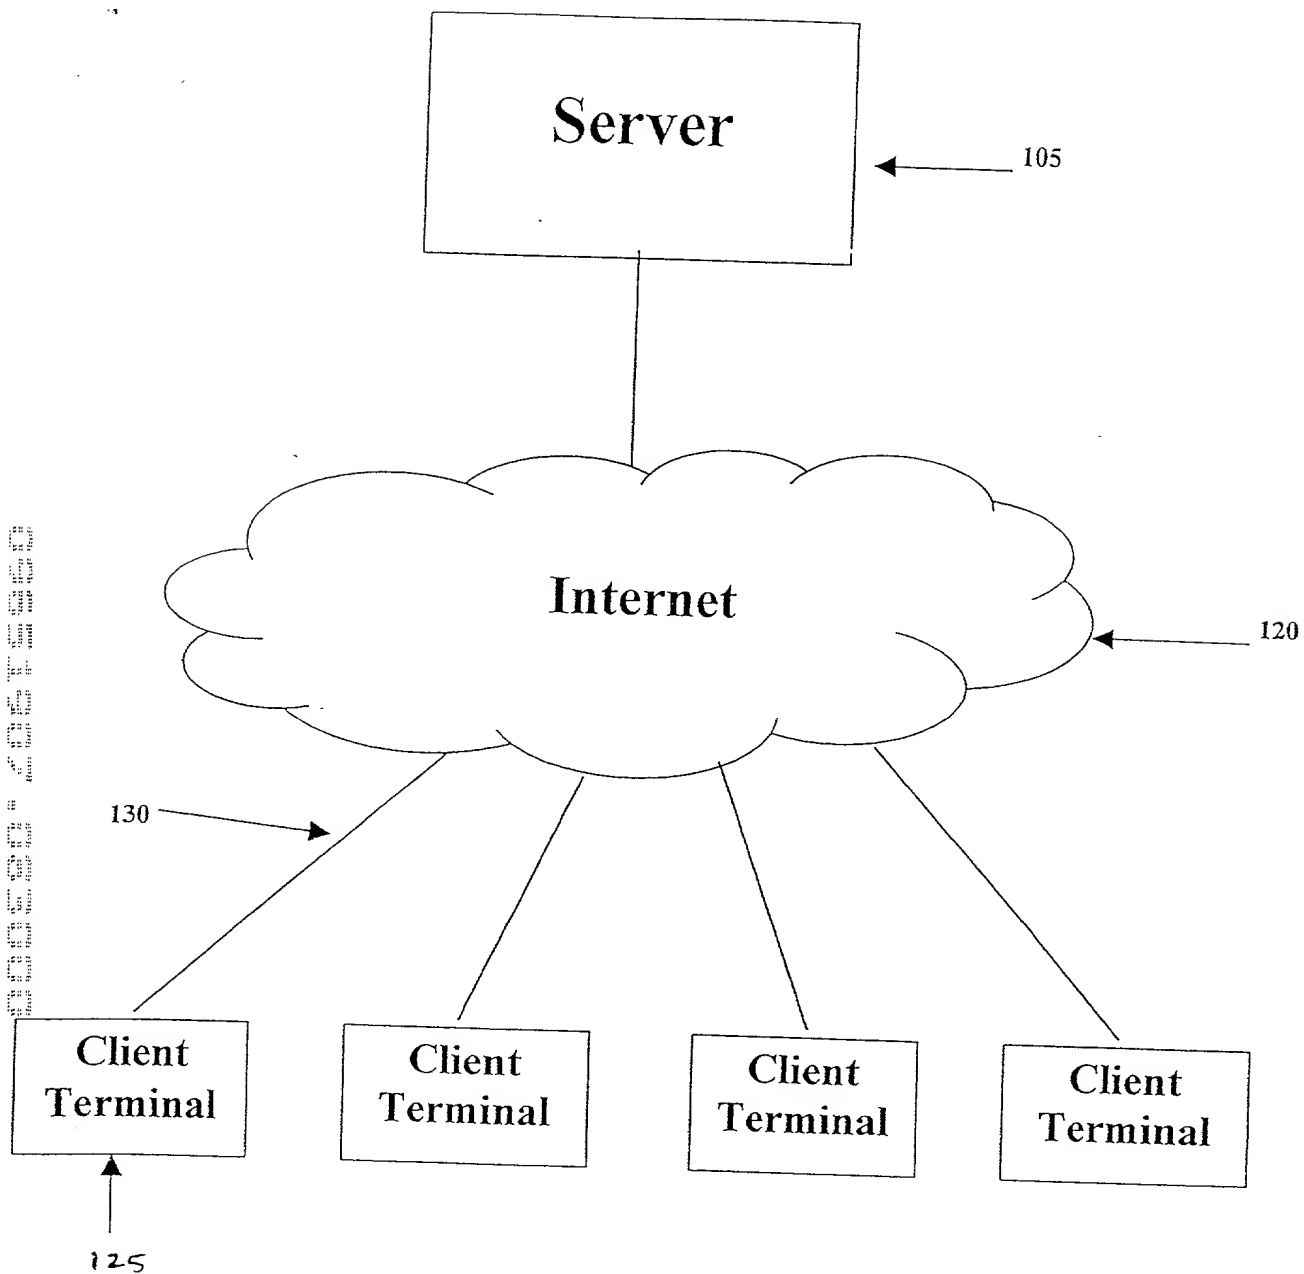 Server
105
Internet
120
130
Client
Terminal
Client
Terminal
Client
Terminal
Client
Terminal
125